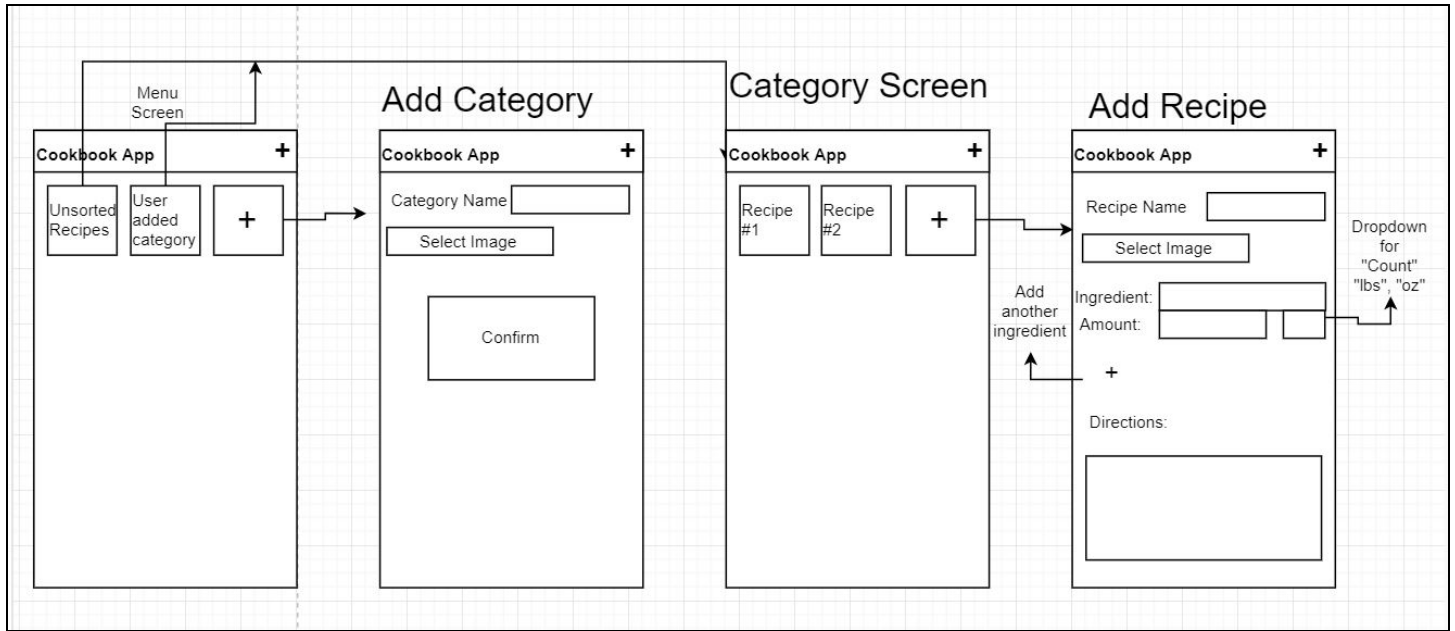 Menu
Screen
Add Category
Category Screen
Add Recipe
Cookbook App +
Unsorted
Recipes
User
added
category
+
Cookbook App +
Category Name
Select Image
Confirm
Cookbook App +
Recipe
#1
Recipe
#2
+
Cookbook App +
Recipe Name
Select Image
Ingredient:
Amount:
+
Directions:
Add
another
ingredient
Dropdown
for
"Count"
"lbs", "oz"